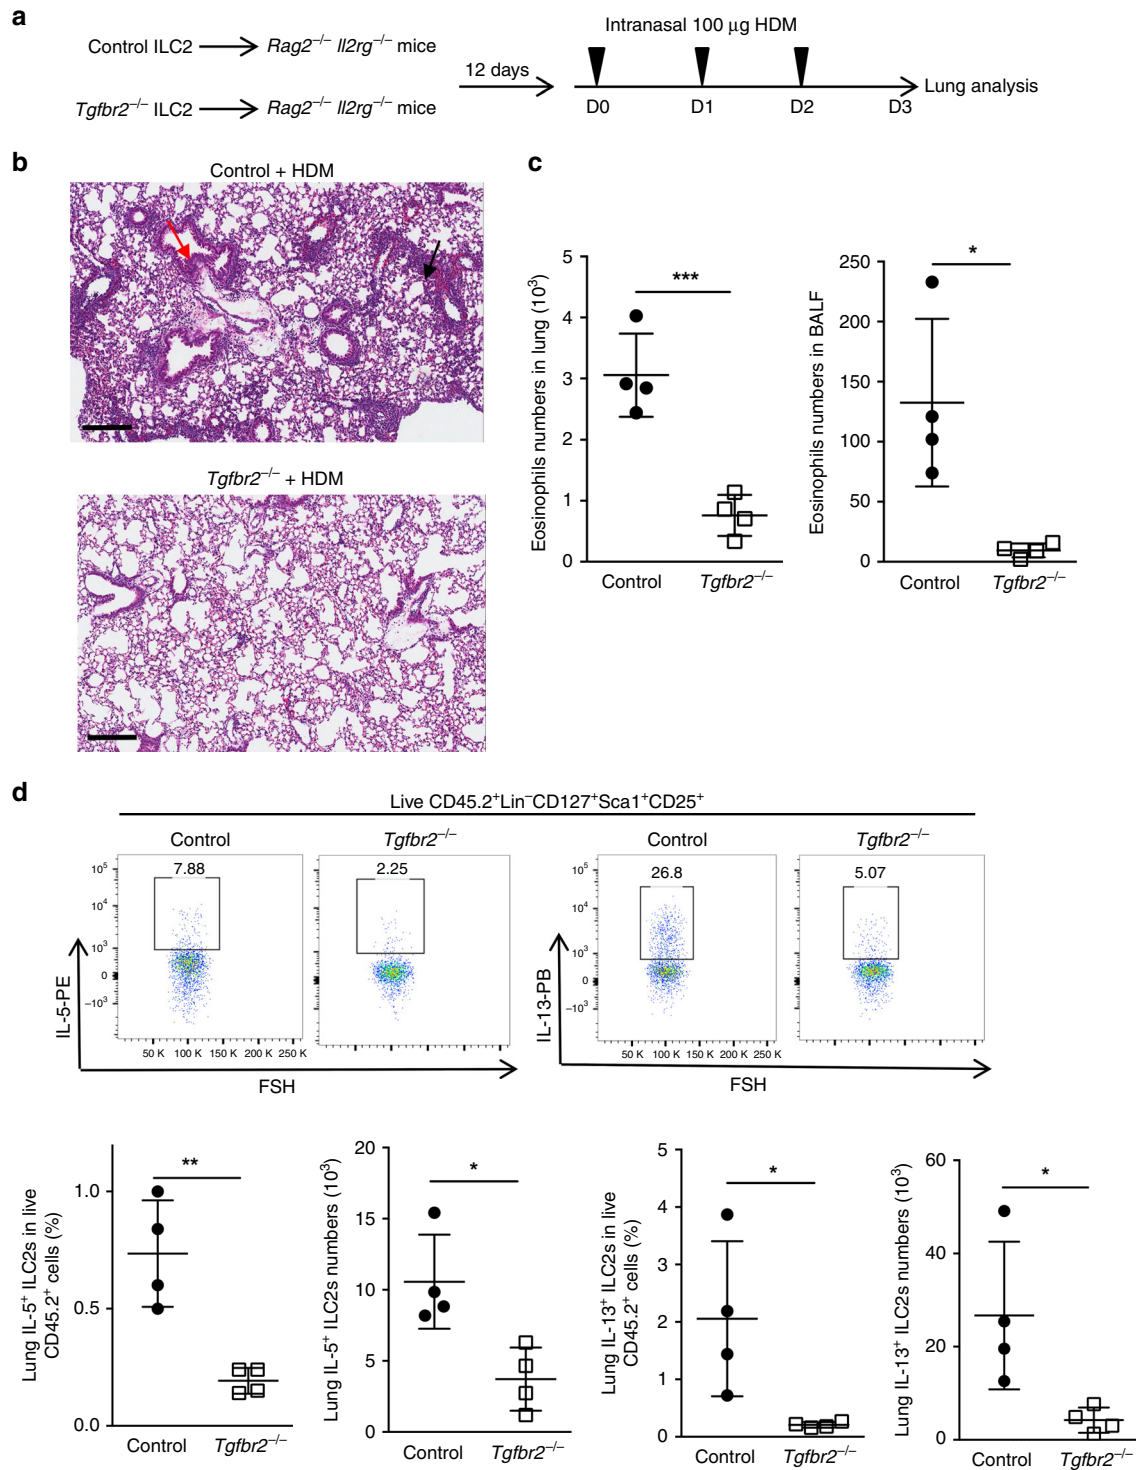 a
Intranasal 100 μg HDM
Control ILC2 Rag2–/– Il2rg–/– mice
12 days
Lung analysis
Tgfbr2–/– ILC2 Rag2–/– Il2rg–/– mice
D0 D1 D2 D3
b
Control + HDM
Tgfbr2–/– + HDM
c
Eosinophils numbers in lung (10³)
5
4
3
2
1
0
***
Control Tgfbr2–/–
Eosinophils numbers in BALF
250
200
150
100
50
0
*
Control Tgfbr2–/–
d
Live CD45.2+Lin–CD127+Sca1+CD25+
Control Tgfbr2–/– Control Tgfbr2–/–
7.88 2.25 26.8 5.07
IL-5-PE
10⁵
10⁴
10³
0
–10³
50 K 100 K 150 K 200 K 250 K
FSH
IL-13-PB
10⁵
10⁴
10³
0
–10³
50 K 100 K 150 K 200 K 250 K
FSH
Lung IL-5+ ILC2s in live
CD45.2+ cells (%)
1.0
0.5
0.0
**
Control Tgfbr2–/–
Lung IL-5+ ILC2s numbers (10³)
20
15
10
5
0
*
Control Tgfbr2–/–
Lung IL-13+ ILC2s in live
CD45.2+ cells (%)
5
4
3
2
1
0
*
Control Tgfbr2–/–
Lung IL-13+ ILC2s numbers (10³)
60
40
20
0
*
Control Tgfbr2–/–